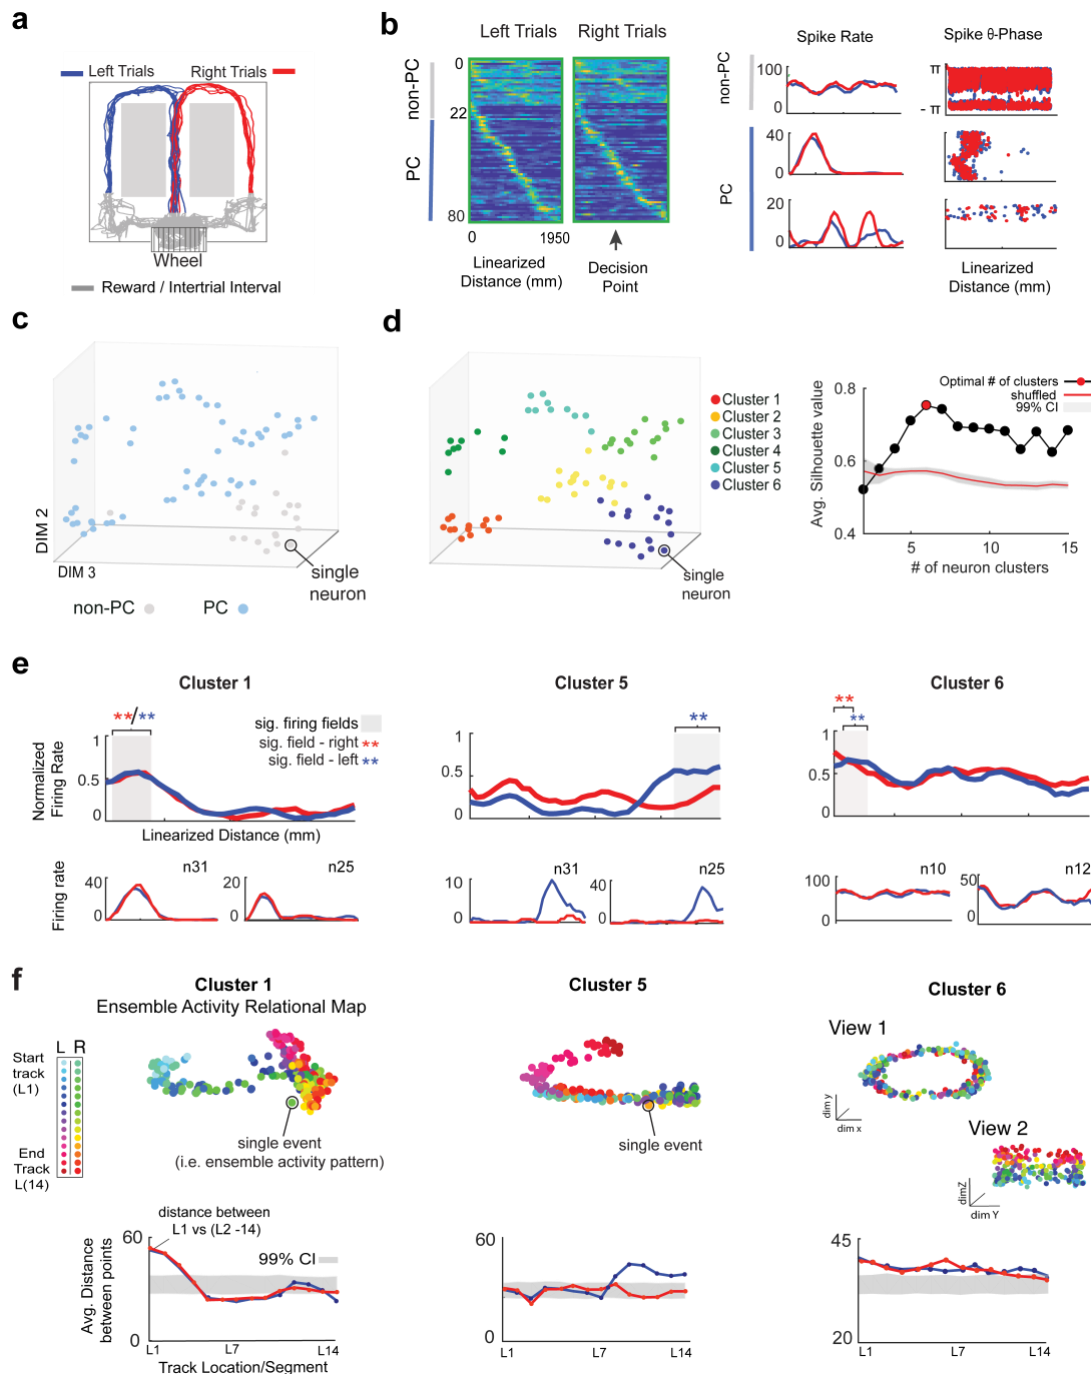 a
Left Trials
Right Trials
Wheel
Reward / Intertrial Interval
b
Left Trials
Right Trials
non-PC
PC
0
22
80
0
1950
Linearized
Distance (mm)
Decision
Point
Spike Rate
Spike θ-Phase
non-PC
PC
100
0
40
0
20
0
π
- π
Linearized
Distance (mm)
c
DIM 2
DIM 3
single
neuron
non-PC
PC
d
Cluster 1
Cluster 2
Cluster 3
Cluster 4
Cluster 5
Cluster 6
single
neuron
Optimal # of clusters
shuffled
99% CI
Avg. Silhouette value
0.8
0.6
0.4
5
10
15
# of neuron clusters
e
Cluster 1
Cluster 5
Cluster 6
**/**
sig. firing fields
sig. field - right **
sig. field - left **
**
**
**
Normalized
Firing Rate
1
0.5
0
1
0.5
0
1
0.5
0
Linearized Distance (mm)
Firing rate
n31
40
0
n25
20
0
n31
10
0
n25
40
0
n10
100
0
n12
50
0
f
Cluster 1
Ensemble Activity Relational Map
Cluster 5
Cluster 6
L R
Start
track
(L1)
End
Track
L(14)
single event
(i.e. ensemble activity pattern)
single event
View 1
dim y
dim x
View 2
dimZ
dim Y
distance between
L1 vs (L2 -14)
99% CI
Avg. Distance
between points
60
0
L1
L7
L14
Track Location/Segment
60
0
L1
L7
L14
45
20
L1
L7
L14